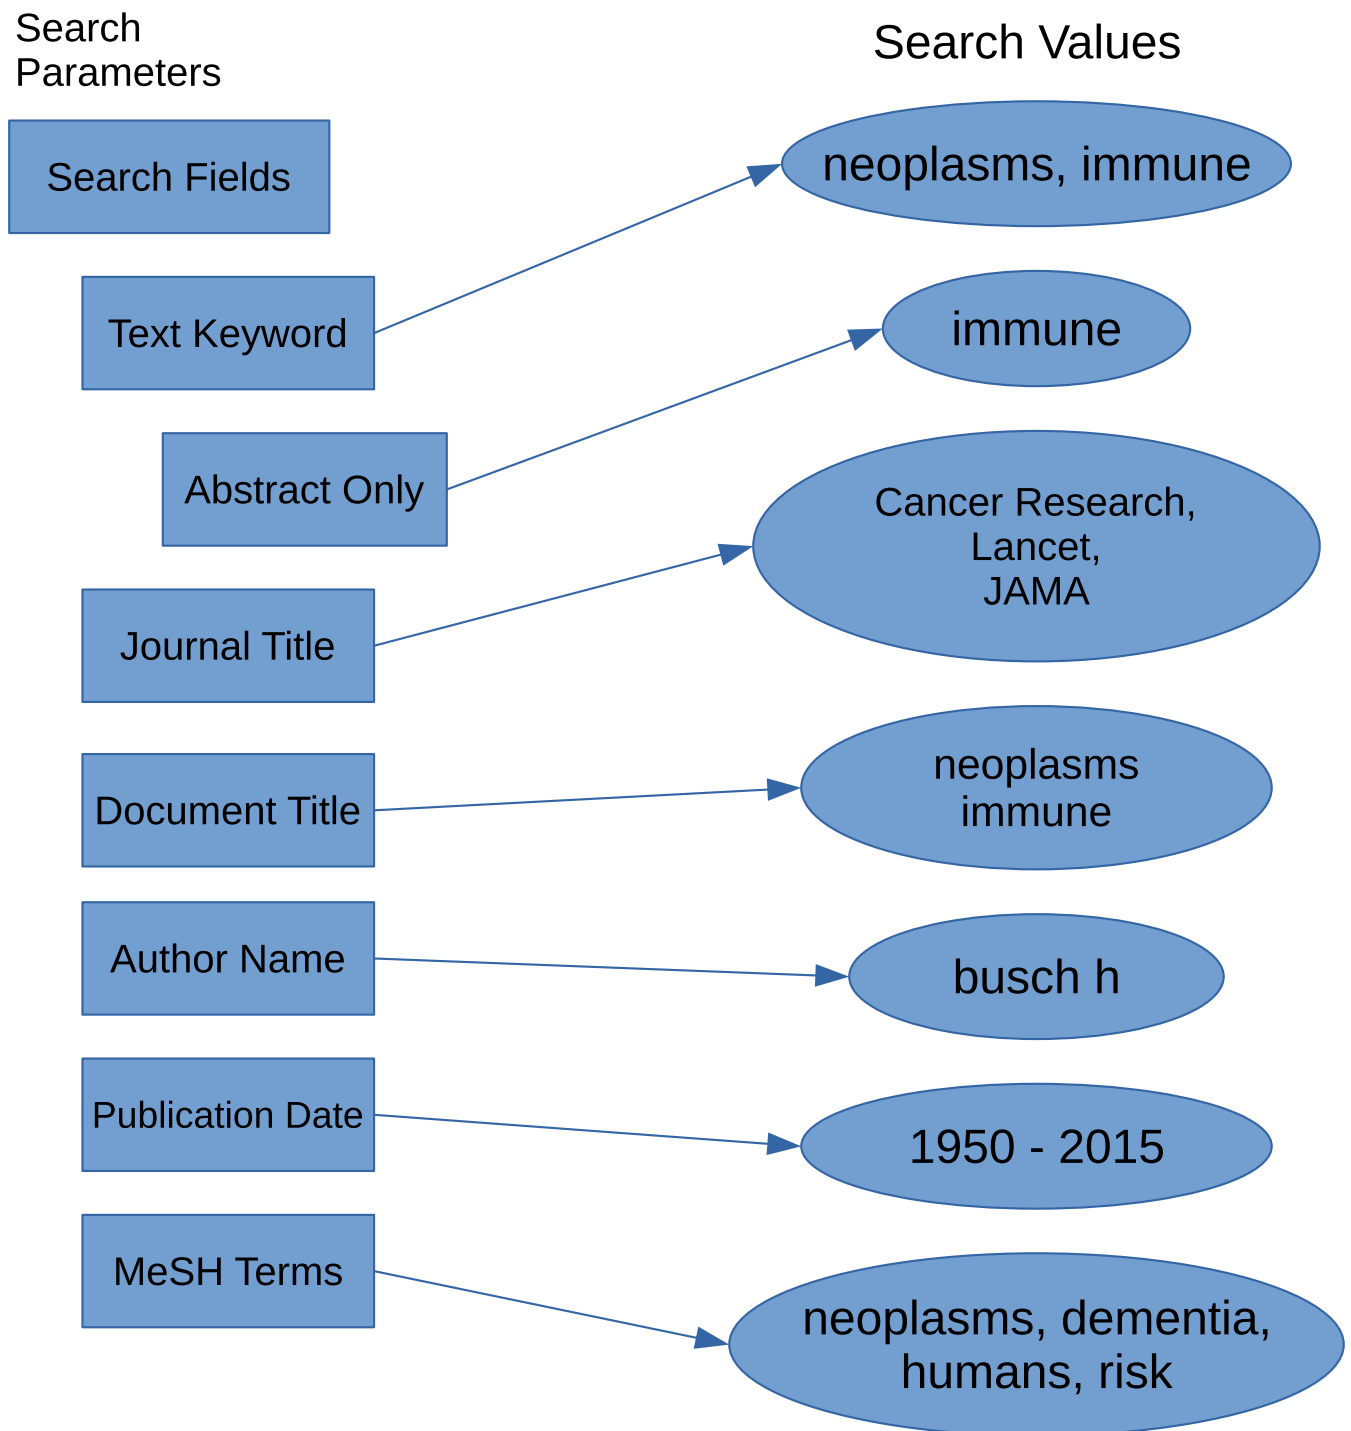 Search
Parameters
Search Values
Search Fields
neoplasms, immune
Text Keyword
immune
Abstract Only
Cancer Research,
Lancet,
JAMA
Journal Title
neoplasms
immune
Document Title
Author Name
busch h
Publication Date
1950 - 2015
MeSH Terms
neoplasms, dementia,
humans, risk